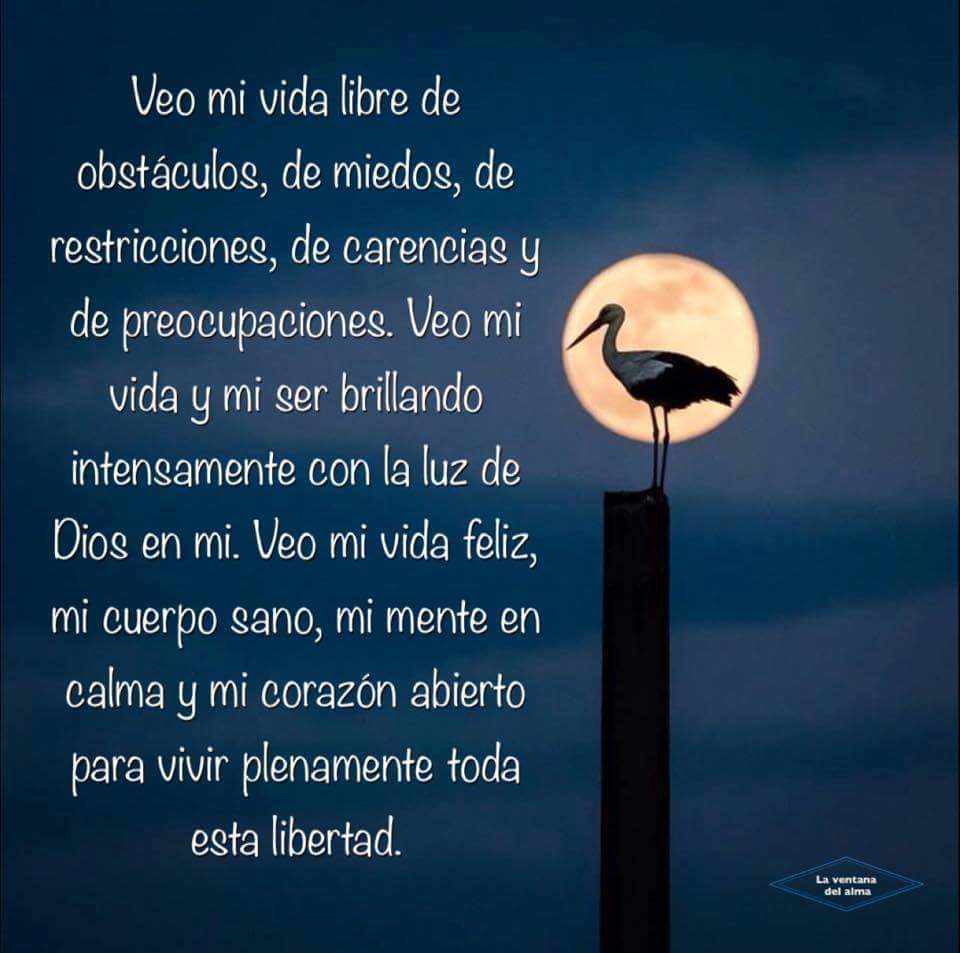 Veo mi vida libre de
obstáculos, de miedos, de
restricciones, de carencias y
de preocupaciones. Veo mi
vida y mi ser brillando
intensamente con la luz de
Dios en mi. Veo mi vida feliz,
mi cuerpo sano, mi mente en
calma y mi corazón abierto
para vivir plenamente toda
esta libertad.
La ventana
del alma